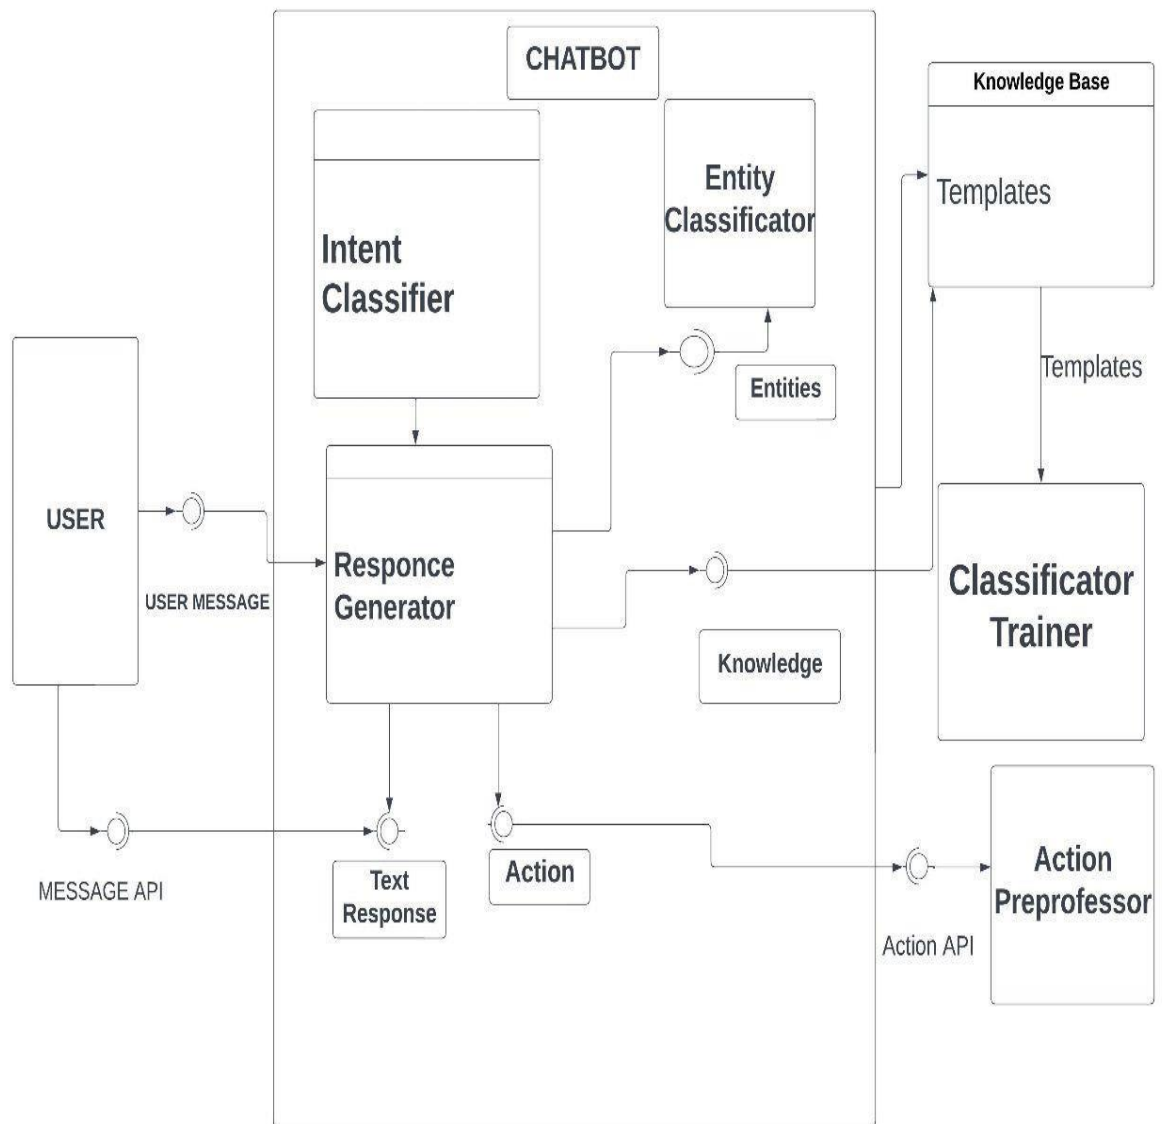 CHATBOT
Knowledge Base
Templates
Entity
Classificator
Intent
Classifier
Entities
Templates
USER
USER MESSAGE
Responce
Generator
Knowledge
Classificator
Trainer
MESSAGE API
Text
Response
Action
Action API
Action
Preprofessor